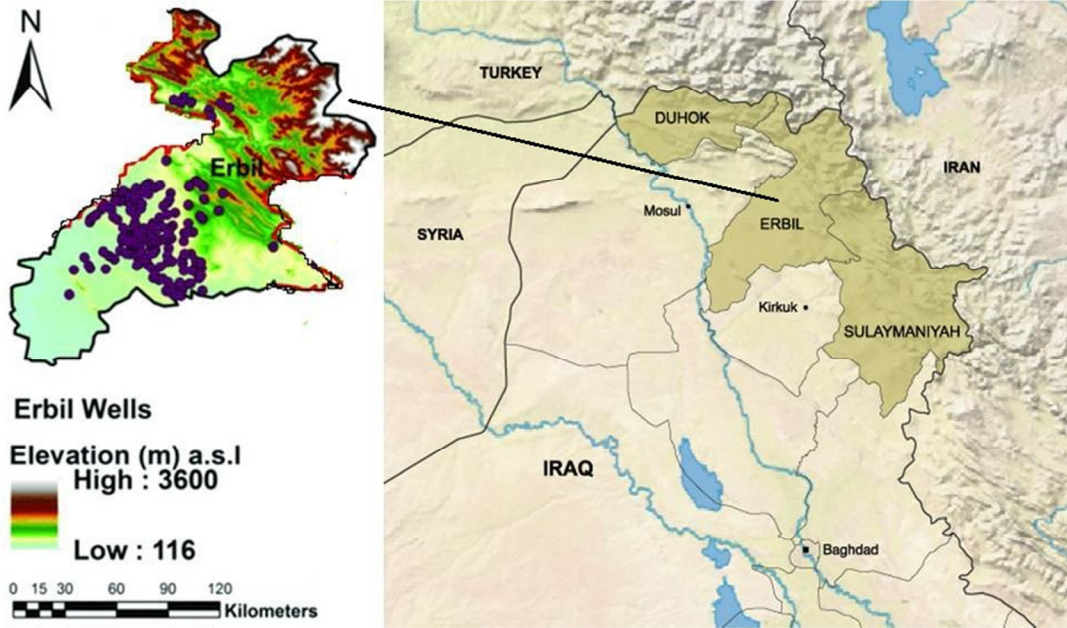 N
Erbil
Erbil Wells
Elevation (m) a.s.l
High : 3600
Low : 116
0 15 30 60 90 120
Kilometers
TURKEY
DUHOK
IRAN
Mosul
ERBIL
SYRIA
Kirkuk
SULAYMANIYAH
IRAQ
Baghdad